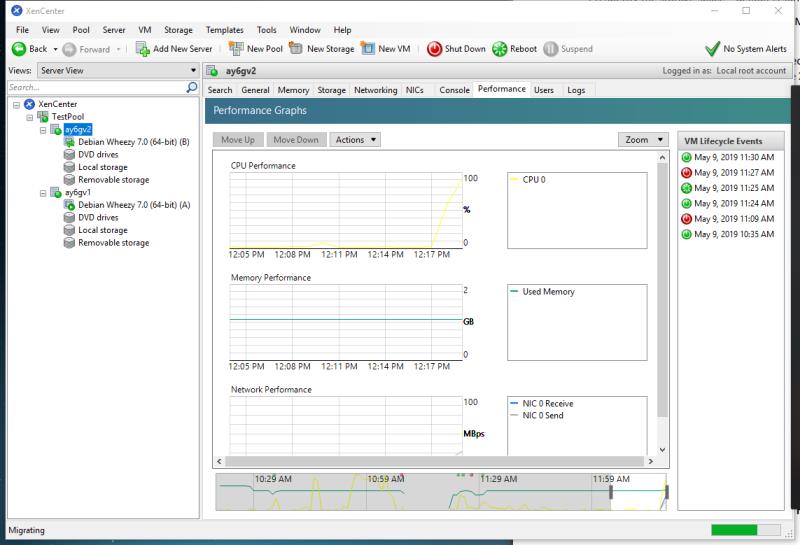 XenCenter
File View Pool Server VM Storage Templates Tools Window Help
Back Forward Add New Server New Pool New Storage New VM Shut Down Reboot Suspend No System Alerts
Views: Server View
ay6gv2 Logged in as: Local root account
Search...
Search General Memory Storage Networking NICs Console Performance Users Logs
XenCenter
TestPool
ay6gv2
Debian Wheezy 7.0 (64-bit) (B)
DVD drives
Local storage
Removable storage
ay6gv1
Debian Wheezy 7.0 (64-bit) (A)
DVD drives
Local storage
Removable storage
Performance Graphs
Move Up Move Down Actions Zoom
CPU Performance
100
%
0
12:05 PM 12:08 PM 12:11 PM 12:14 PM 12:17 PM
CPU 0
Memory Performance
2
GB
0
12:05 PM 12:08 PM 12:11 PM 12:14 PM 12:17 PM
Used Memory
Network Performance
100
MBps
NIC 0 Receive
NIC 0 Send
10:29 AM 10:59 AM 11:29 AM 11:59 AM
VM Lifecycle Events
May 9, 2019 11:30 AM
May 9, 2019 11:27 AM
May 9, 2019 11:25 AM
May 9, 2019 11:24 AM
May 9, 2019 11:09 AM
May 9, 2019 10:35 AM
Migrating